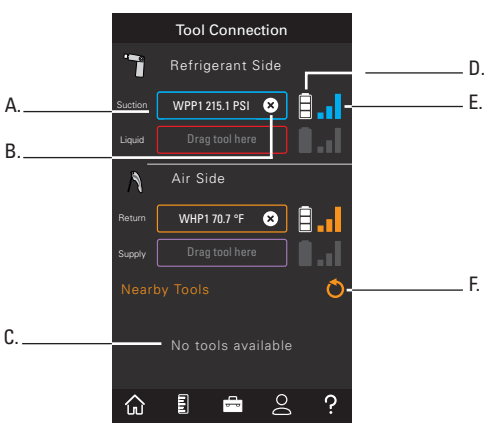 Tool Connection
Refrigerant Side
D.
A.
Suction
WPP1 215.1 PSI
E.
B.
Liquid
Drag tool here
Air Side
Return
WHP1 70.7 °F
Supply
Drag tool here
Nearby Tools
F.
C.
No tools available
?